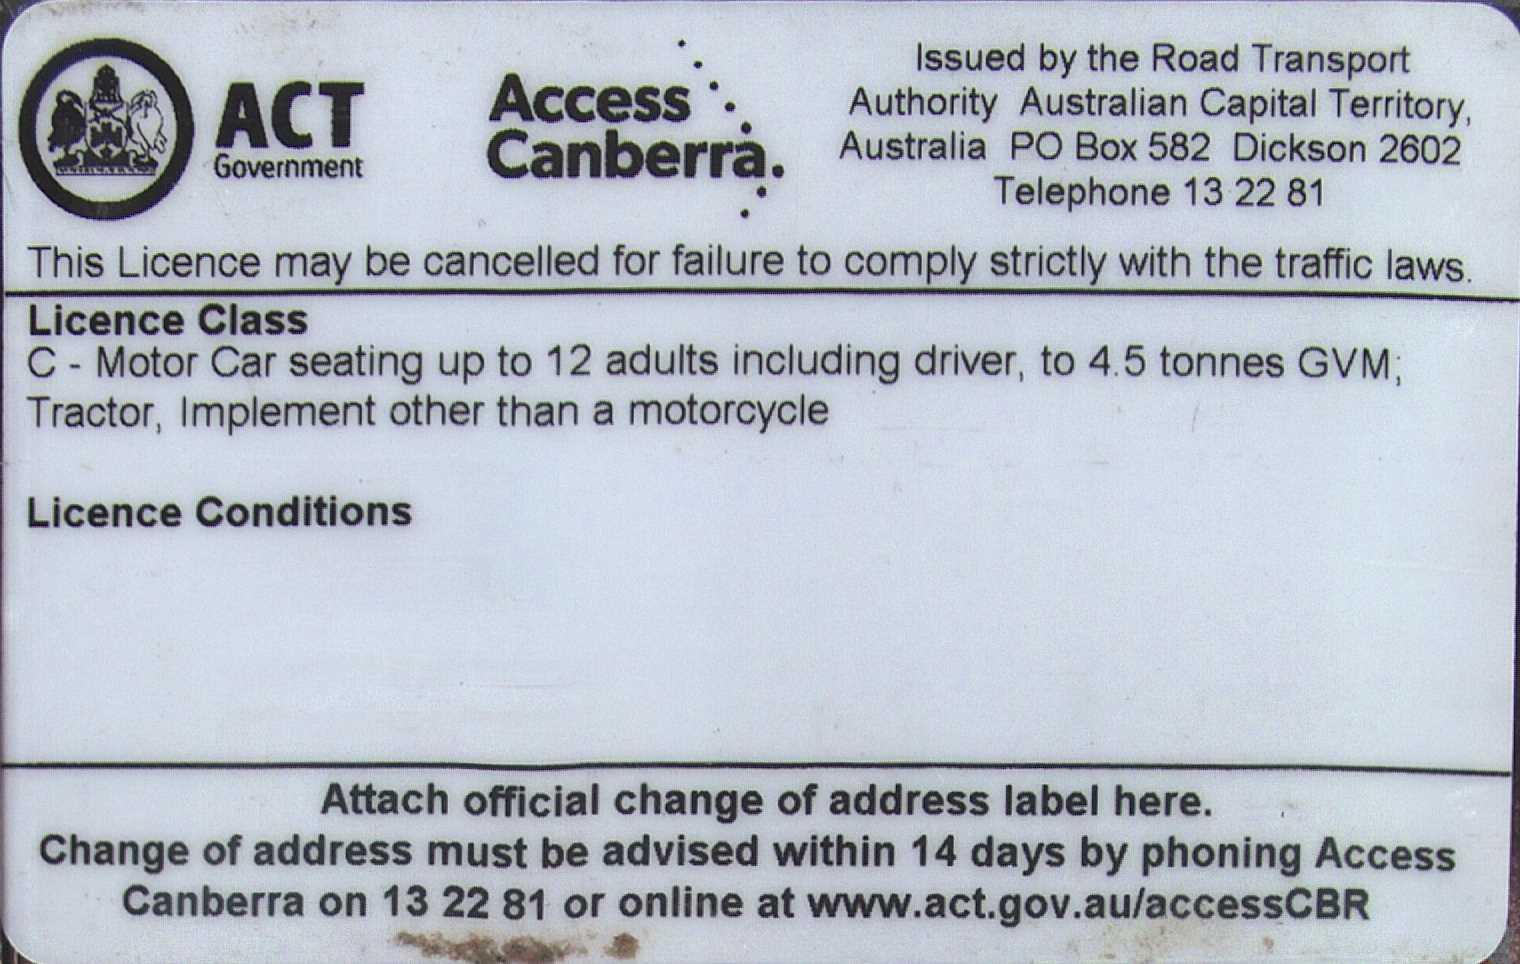 ACT
Government
Access
Canberra.
Issued by the Road Transport
Authority Australian Capital Territory,
Australia PO Box 582 Dickson 2602
Telephone 13 22 81
This Licence may be cancelled for failure to comply strictly with the traffic laws.
Licence Class
C - Motor Car seating up to 12 adults including driver, to 4.5 tonnes GVM;
Tractor, Implement other than a motorcycle
Licence Conditions
Attach official change of address label here.
Change of address must be advised within 14 days by phoning Access
Canberra on 13 22 81 or online at www.act.gov.au/accessCBR